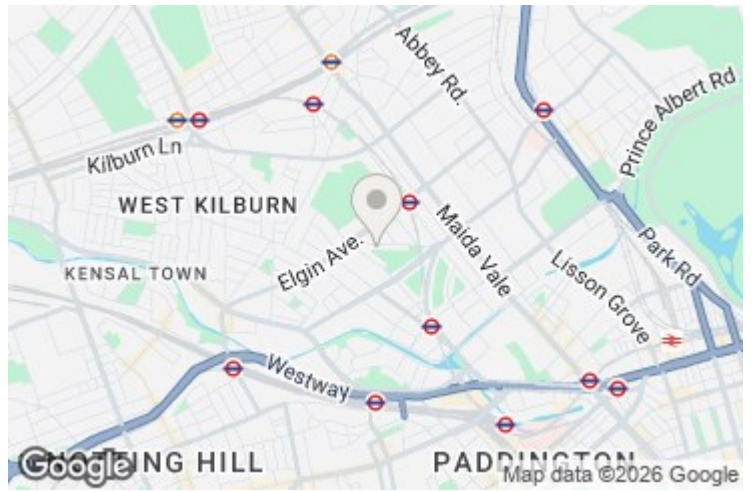 Abbey Rd.
Prince Albert Rd
Kilburn Ln
WEST KILBURN
Maida Vale
Park Rd
Elgin Ave.
KENSAL TOWN
Lisson Grove
Westway
NOTTING HILL
PADDINGTON
Google
Map data ©2026 Google